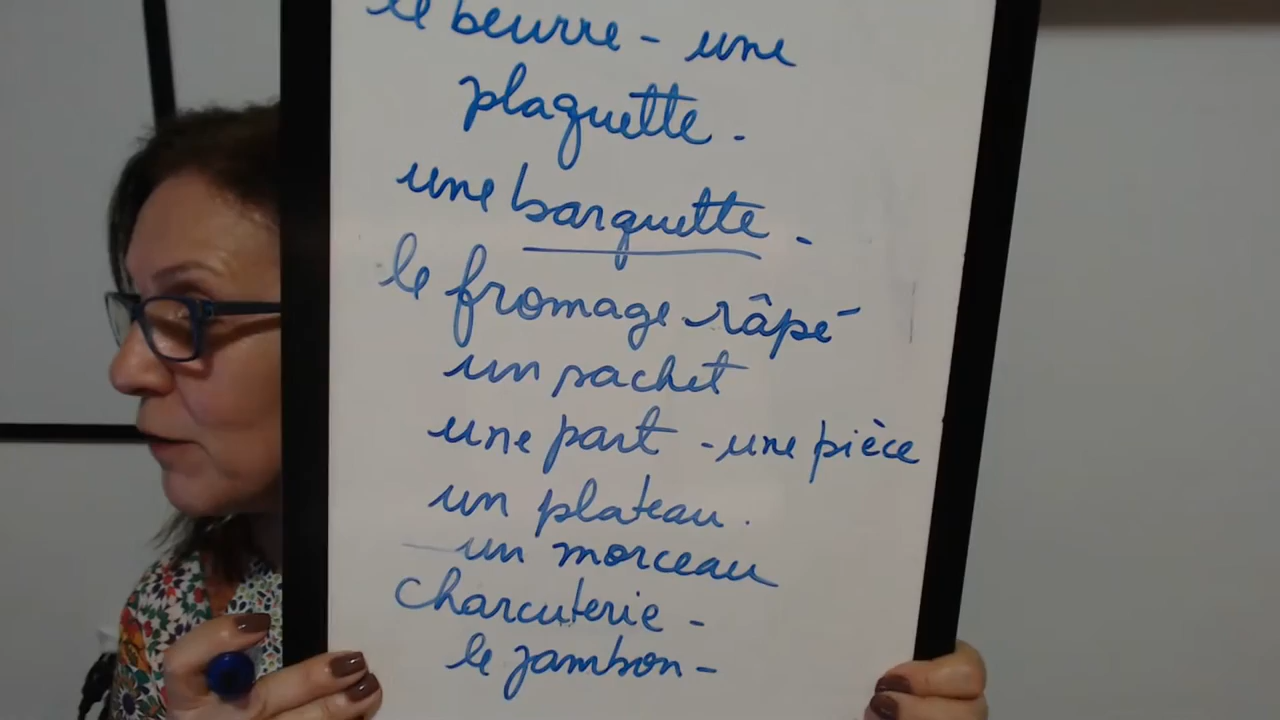 le beurre - une
plaquette.
une barquette.
le fromage râpé
un pachet
une part - une pièce
un plateau.
un morceau
charcuterie -
le jambon -